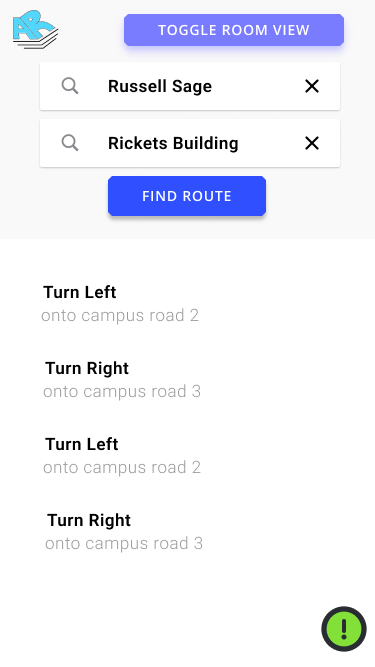 TOGGLE ROOM VIEW
Russell Sage
Rickets Building
FIND ROUTE
Turn Left
onto campus road 2
Turn Right
onto campus road 3
Turn Left
onto campus road 2
Turn Right
onto campus road 3